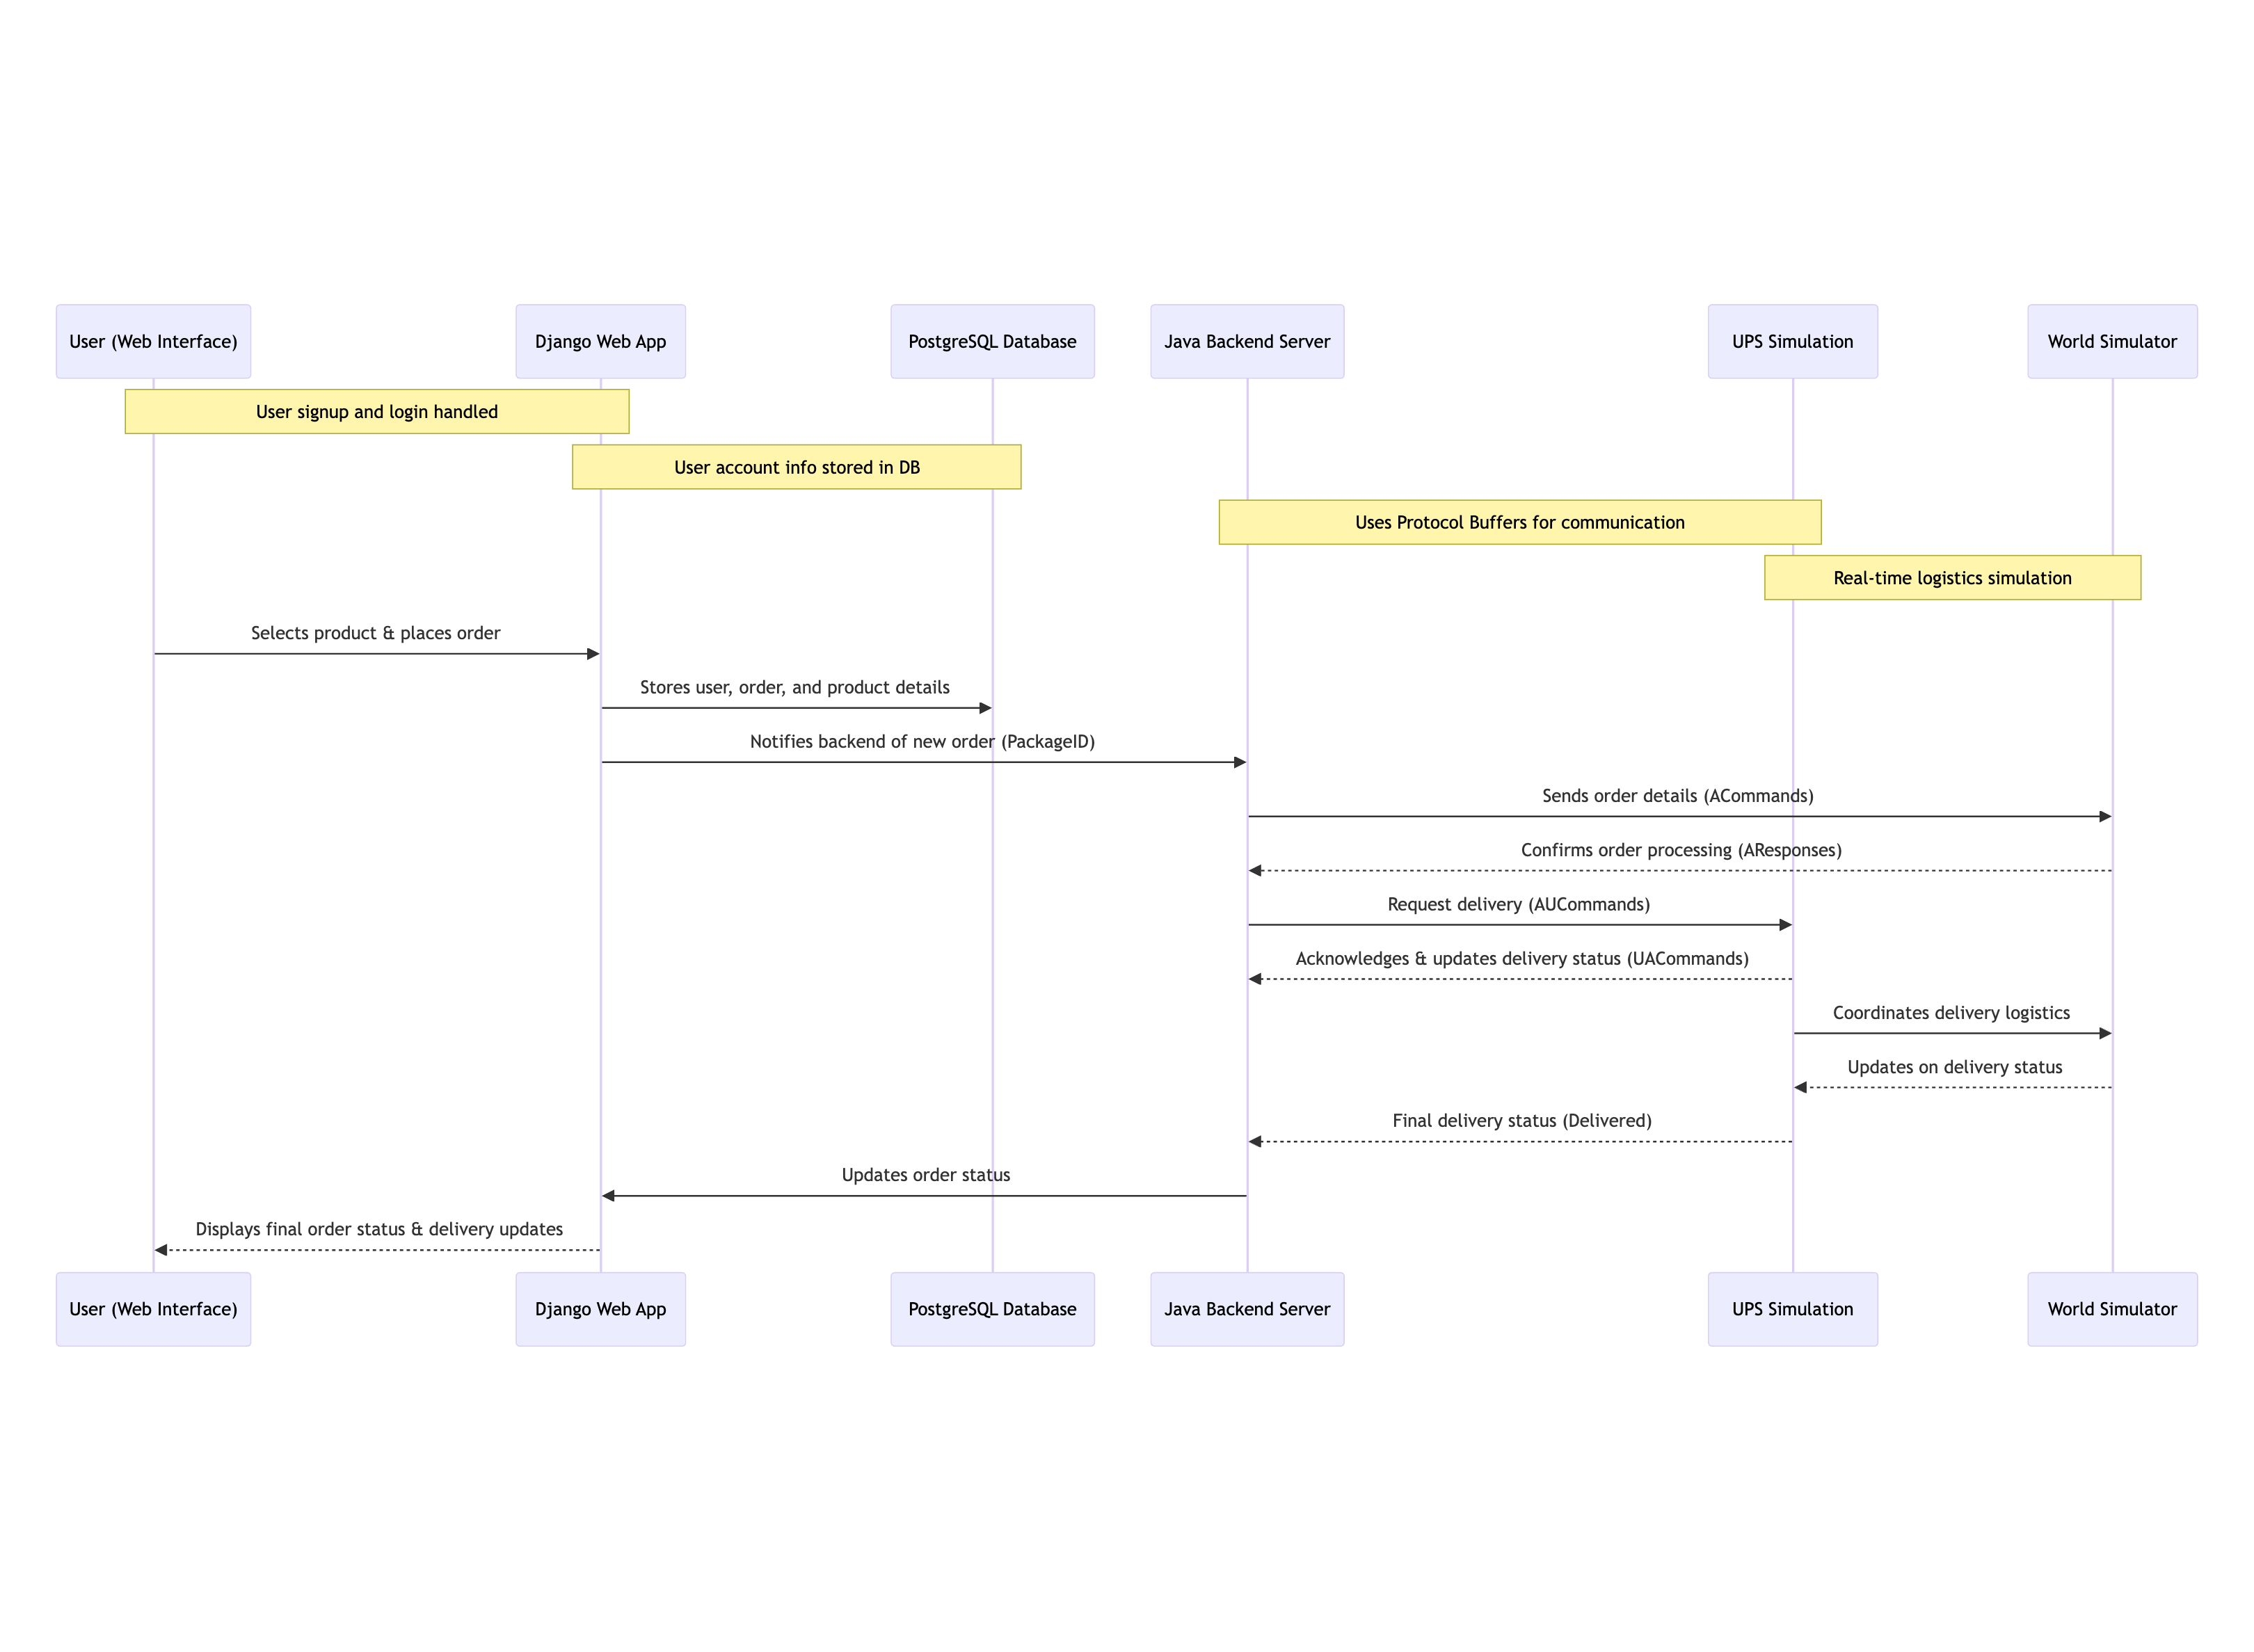 User (Web Interface)
Django Web App
PostgreSQL Database
Java Backend Server
UPS Simulation
World Simulator
User signup and login handled
User account info stored in DB
Uses Protocol Buffers for communication
Real-time logistics simulation
Selects product & places order
Stores user, order, and product details
Notifies backend of new order (PackageID)
Sends order details (ACommands)
Confirms order processing (AResponses)
Request delivery (AUCommands)
Acknowledges & updates delivery status (UACommands)
Coordinates delivery logistics
Updates on delivery status
Final delivery status (Delivered)
Updates order status
Displays final order status & delivery updates
User (Web Interface)
Django Web App
PostgreSQL Database
Java Backend Server
UPS Simulation
World Simulator